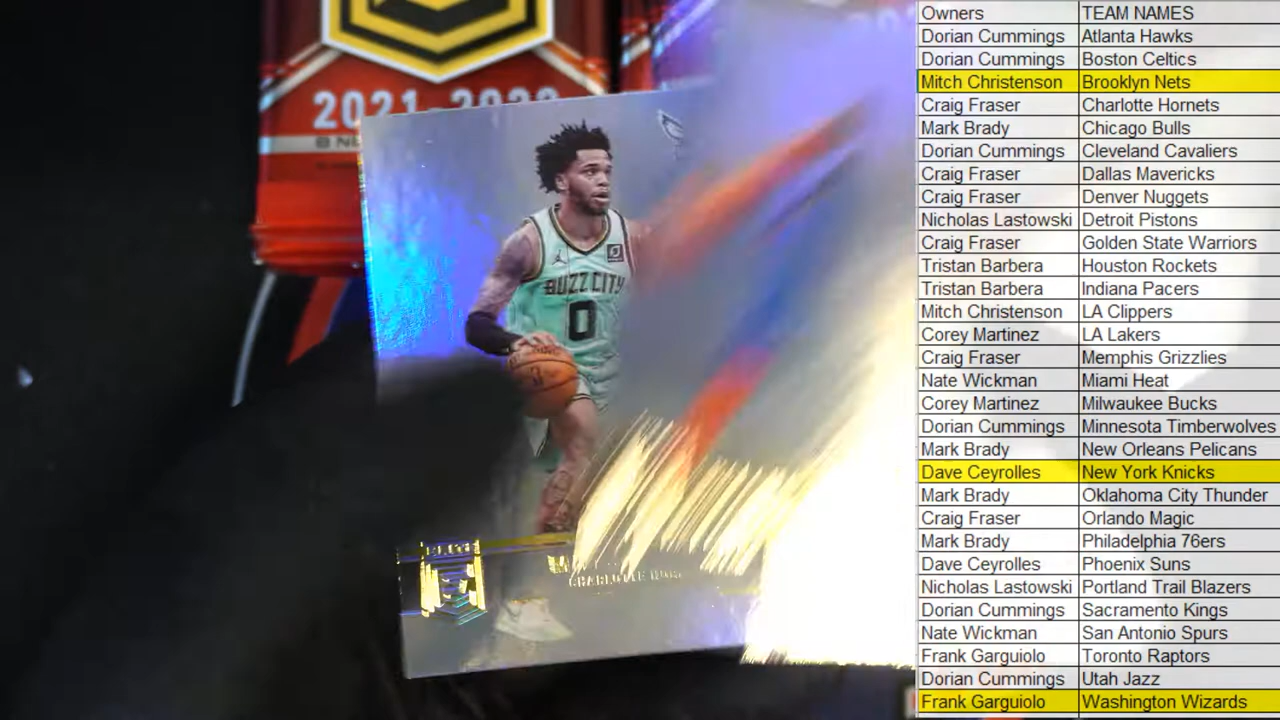 2021-2022
BUZZ CITY
0
ELITE
CHARLOTTE
Owners TEAM NAMES
Dorian Cummings Atlanta Hawks
Dorian Cummings Boston Celtics
Mitch Christenson Brooklyn Nets
Craig Fraser Charlotte Hornets
Mark Brady Chicago Bulls
Dorian Cummings Cleveland Cavaliers
Craig Fraser Dallas Mavericks
Craig Fraser Denver Nuggets
Nicholas Lastowski Detroit Pistons
Craig Fraser Golden State Warriors
Tristan Barbera Houston Rockets
Tristan Barbera Indiana Pacers
Mitch Christenson LA Clippers
Corey Martinez LA Lakers
Craig Fraser Memphis Grizzlies
Nate Wickman Miami Heat
Corey Martinez Milwaukee Bucks
Dorian Cummings Minnesota Timberwolves
Mark Brady New Orleans Pelicans
Dave Ceyrolles New York Knicks
Mark Brady Oklahoma City Thunder
Craig Fraser Orlando Magic
Mark Brady Philadelphia 76ers
Dave Ceyrolles Phoenix Suns
Nicholas Lastowski Portland Trail Blazers
Dorian Cummings Sacramento Kings
Nate Wickman San Antonio Spurs
Frank Garguiolo Toronto Raptors
Dorian Cummings Utah Jazz
Frank Garguiolo Washington Wizards